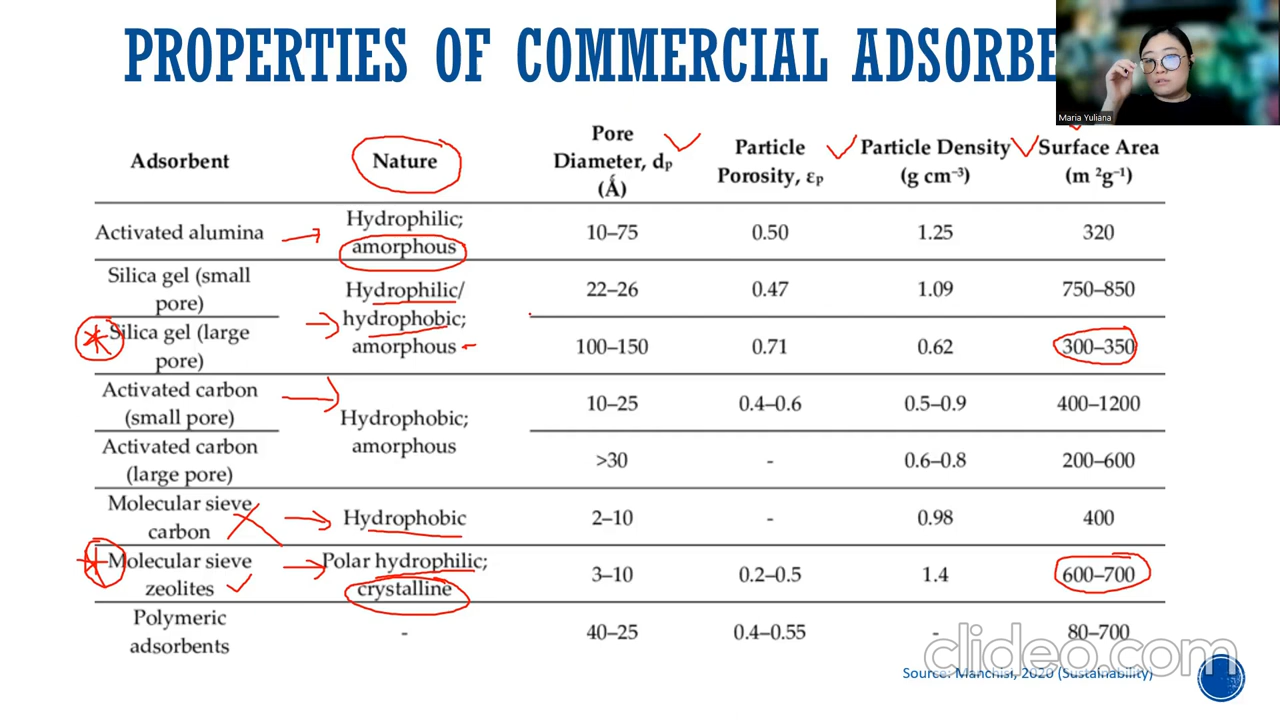 PROPERTIES OF COMMERCIAL ADSORBE
Maria Yuliana
Adsorbent Nature Pore Diameter, dₚ (Ǻ) Particle Porosity, εₚ Particle Density (g cm⁻³) Surface Area (m ²g⁻¹)
Activated alumina Hydrophilic; amorphous 10–75 0.50 1.25 320
Silica gel (small pore) Hydrophilic/ hydrophobic; amorphous 22–26 0.47 1.09 750–850
Silica gel (large pore) 100–150 0.71 0.62 300–350
Activated carbon (small pore) Hydrophobic; amorphous 10–25 0.4–0.6 0.5–0.9 400–1200
Activated carbon (large pore) >30 - 0.6–0.8 200–600
Molecular sieve carbon Hydrophobic 2–10 - 0.98 400
Molecular sieve zeolites Polar hydrophilic; crystalline 3–10 0.2–0.5 1.4 600–700
Polymeric adsorbents - 40–25 0.4–0.55 - 80–700
clideo.com
Source: Manchisi, 2020 (Sustainability)